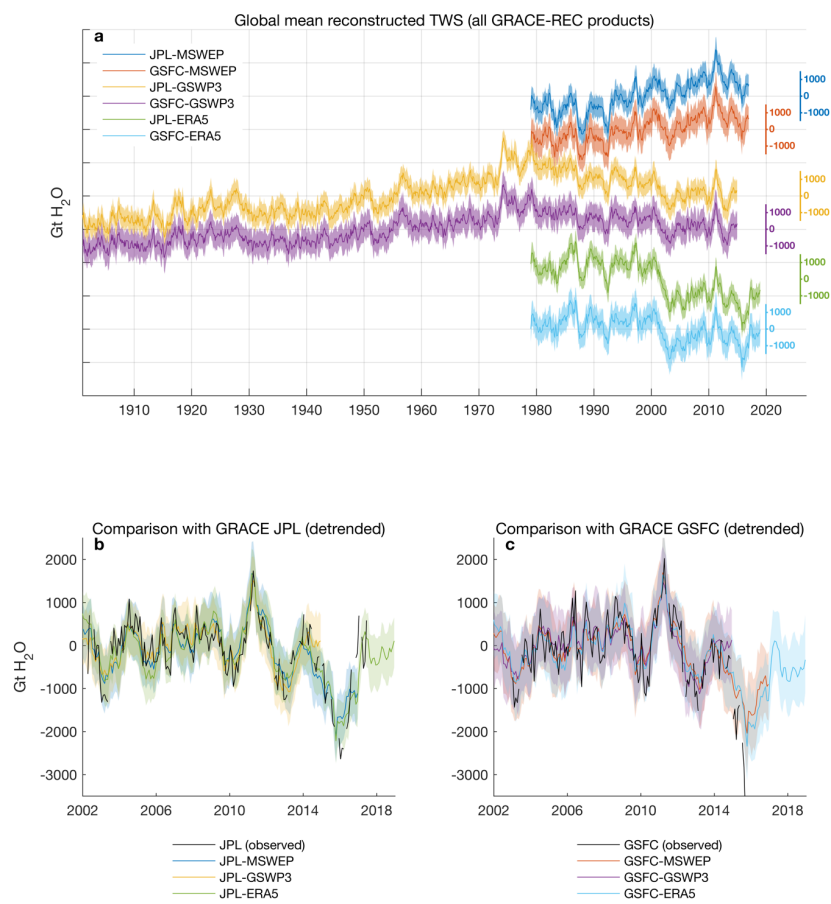 Global mean reconstructed TWS (all GRACE-REC products)
a
JPL-MSWEP
GSFC-MSWEP
JPL-GSWP3
GSFC-GSWP3
JPL-ERA5
GSFC-ERA5
Gt H₂O
1000
0
-1000
1000
0
-1000
1000
0
-1000
1000
0
-1000
1000
0
-1000
1000
0
-1000
1910 1920 1930 1940 1950 1960 1970 1980 1990 2000 2010 2020
Comparison with GRACE JPL (detrended)
b
Gt H₂O
2000
1000
0
-1000
-2000
-3000
2002 2006 2010 2014 2018
JPL (observed)
JPL-MSWEP
JPL-GSWP3
JPL-ERA5
Comparison with GRACE GSFC (detrended)
c
2000
1000
0
-1000
-2000
-3000
2002 2006 2010 2014 2018
GSFC (observed)
GSFC-MSWEP
GSFC-GSWP3
GSFC-ERA5